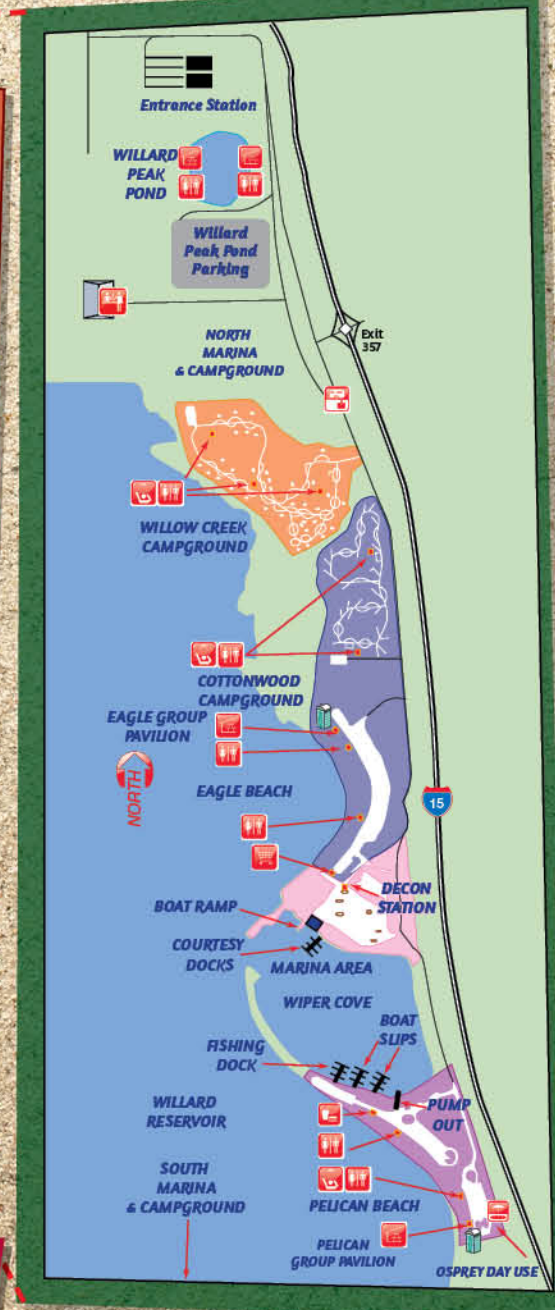 Entrance Station
WILLARD
PEAK
POND
Willard
Peak Pond
Parking
Exit
357
NORTH
MARINA
& CAMPGROUND
WILLOW CREEK
CAMPGROUND
COTTONWOOD
CAMPGROUND
EAGLE GROUP
PAVILION
NORTH
EAGLE BEACH
15
DECON
STATION
BOAT RAMP
COURTESY
DOCKS
MARINA AREA
WIPER COVE
BOAT
SLIPS
FISHING
DOCK
WILLARD
RESERVOIR
PUMP
OUT
SOUTH
MARINA
& CAMPGROUND
PELICAN BEACH
PELICAN
GROUP PAVILION
OSPREY DAY USE